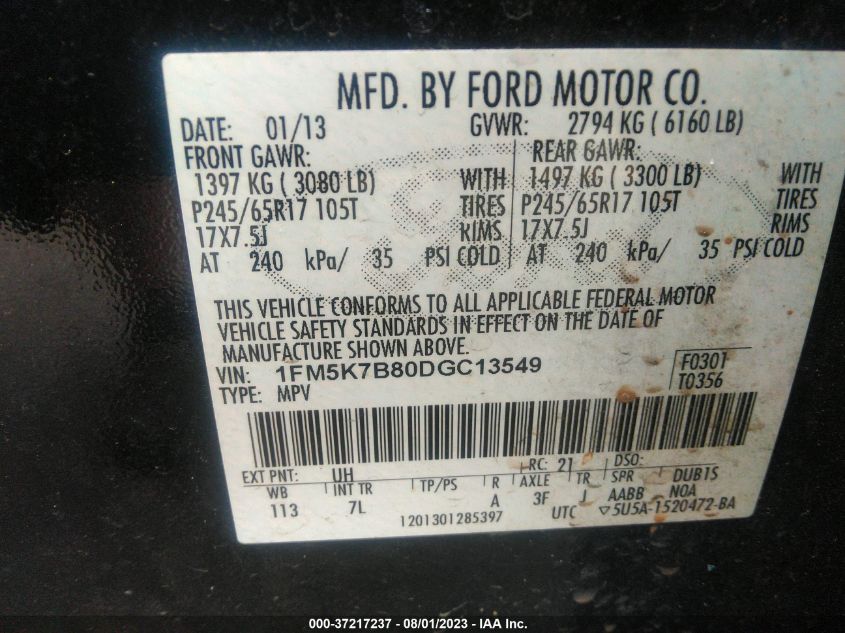 MFD. BY FORD MOTOR CO.
DATE: 01/13 GVWR: 2794 KG ( 6160 LB)
FRONT GAWR: REAR GAWR:
1397 KG ( 3080 LB) WITH 1497 KG ( 3300 LB) WITH
P245/65R17 105T TIRES P245/65R17 105T TIRES
17X7.5J RIMS 17X7.5J RIMS
AT 240 kPa/ 35 PSI COLD AT 240 kPa/ 35 PSI COLD
THIS VEHICLE CONFORMS TO ALL APPLICABLE FEDERAL MOTOR
VEHICLE SAFETY STANDARDS IN EFFECT ON THE DATE OF
MANUFACTURE SHOWN ABOVE.
VIN: 1FM5K7B80DGC13549 F0301
TYPE: MPV T0356
EXT PNT: UH RC: 21 DSO:
WB INT TR TP/PS R AXLE TR SPR DUB1S
113 7L A 3F J AABB N0A
1201301285397 UTC ▽5U5A-1520472-BA
000-37217237 - 08/01/2023 - IAA Inc.